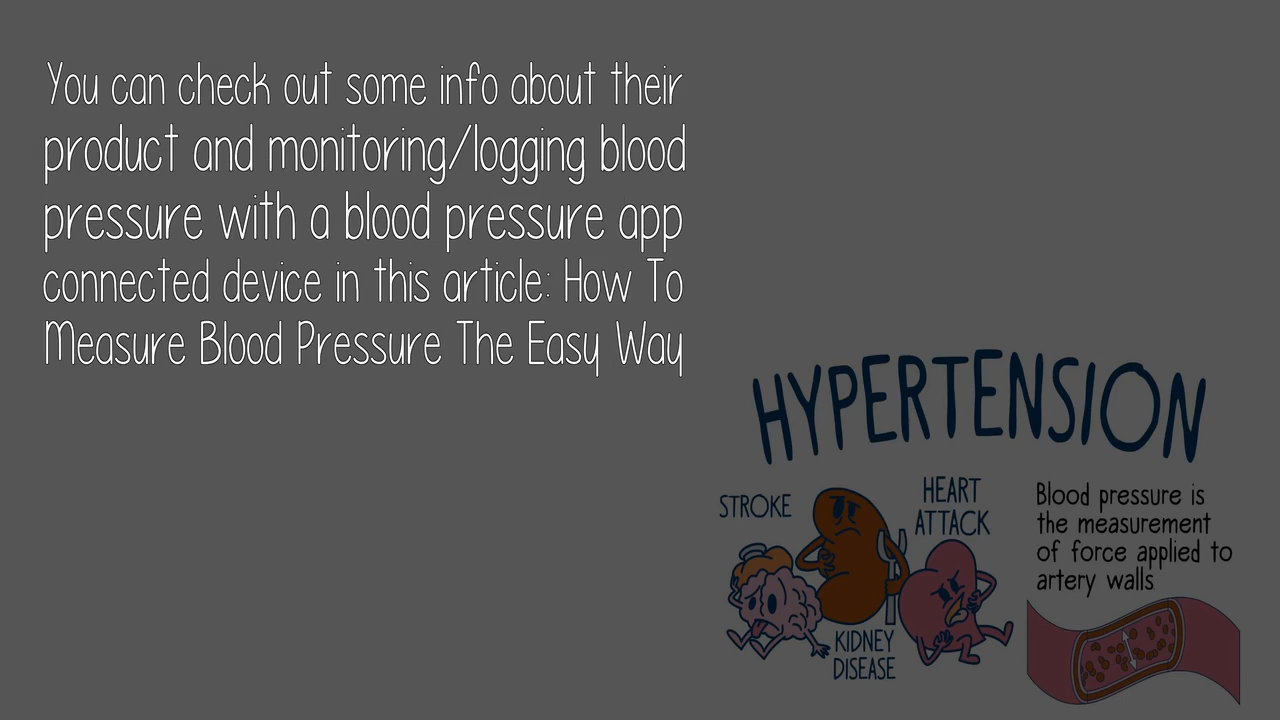 You can check out some info about their
product and monitoring/logging blood
pressure with a blood pressure app
connected device in this article: How To
Measure Blood Pressure The Easy Way
HYPERTENSION
STROKE
HEART
ATTACK
KIDNEY
DISEASE
Blood pressure is
the measurement
of force applied to
artery walls